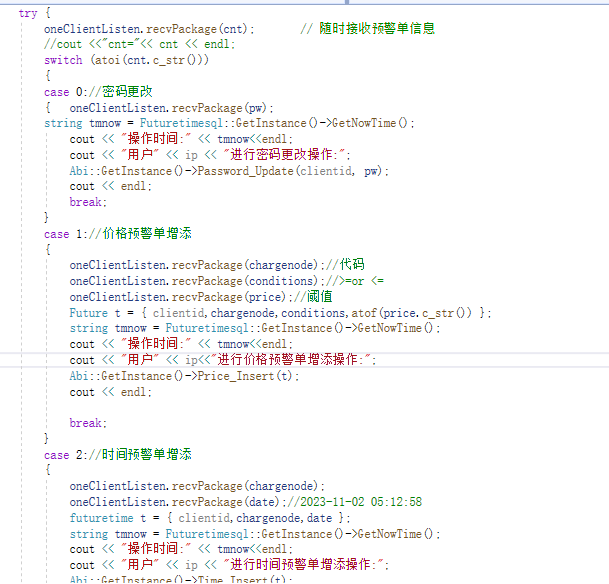 try {
oneClientListen.recvPackage(cnt); // 随时接收预警单信息
//cout <<"cnt="<< cnt << endl;
switch (atoi(cnt.c_str()))
{
case 0://密码更改
{ oneClientListen.recvPackage(pw);
string tmnow = Futuretimesql::GetInstance()->GetNowTime();
cout << "操作时间:" << tmnow<<endl;
cout << "用户" << ip << "进行密码更改操作:";
Abi::GetInstance()->Password_Update(clientid, pw);
cout << endl;
break;
}
case 1://价格预警单增添
{
oneClientListen.recvPackage(chargenode);//代码
oneClientListen.recvPackage(conditions);//>=or <=
oneClientListen.recvPackage(price);//阈值
Future t = { clientid,chargenode,conditions,atof(price.c_str()) };
string tmnow = Futuretimesql::GetInstance()->GetNowTime();
cout << "操作时间:" << tmnow<<endl;
cout << "用户" << ip<<"进行价格预警单增添操作:";
Abi::GetInstance()->Price_Insert(t);
cout << endl;
break;
}
case 2://时间预警单增添
{
oneClientListen.recvPackage(chargenode);
oneClientListen.recvPackage(date);//2023-11-02 05:12:58
futuretime t = { clientid,chargenode,date };
string tmnow = Futuretimesql::GetInstance()->GetNowTime();
cout << "操作时间:" << tmnow<<endl;
cout << "用户" << ip << "进行时间预警单增添操作:";
Abi::GetInstance()->Time_Insert(t);